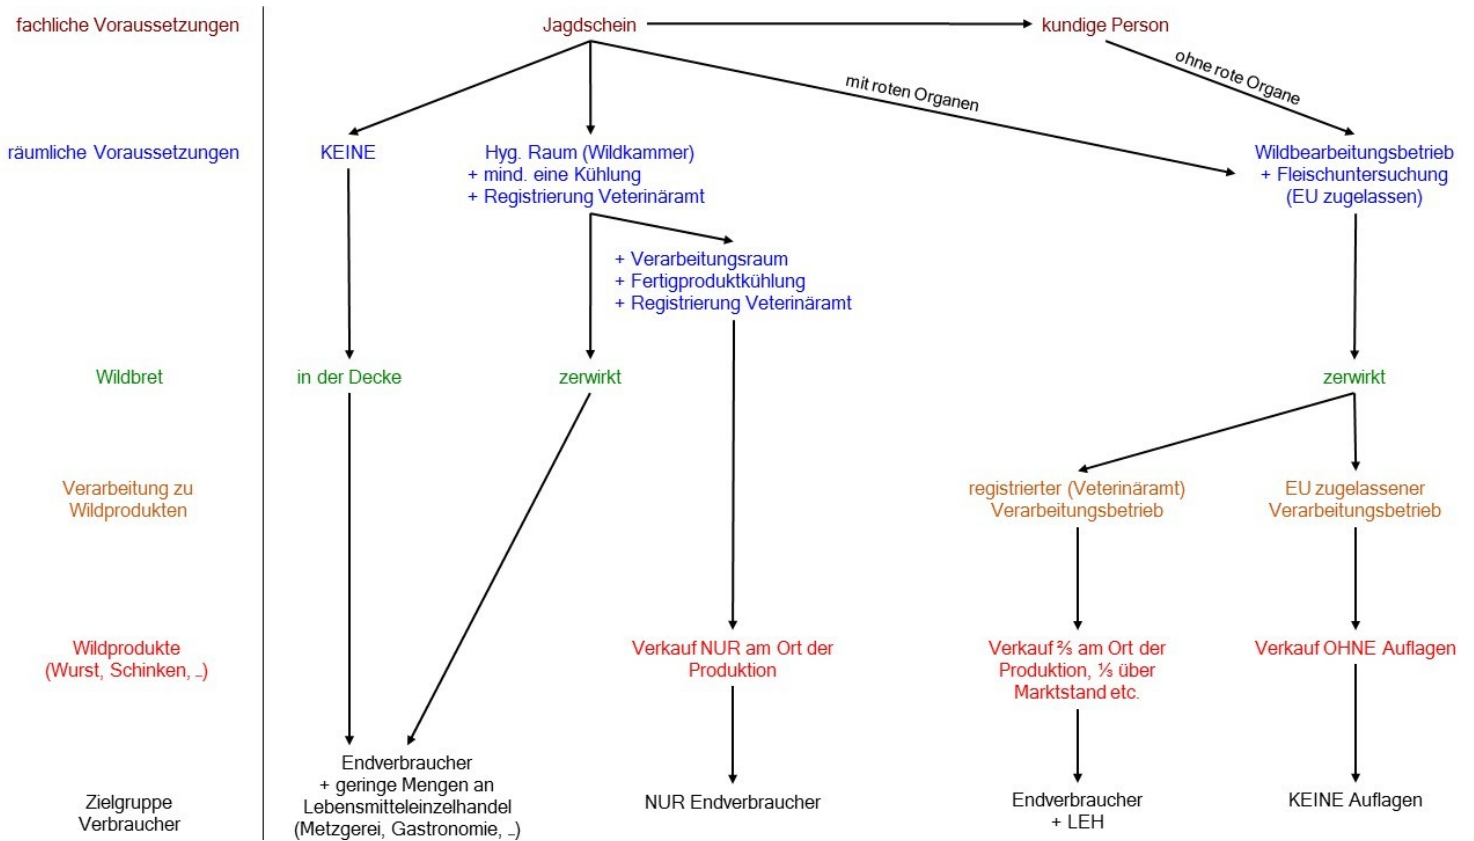 fachliche Voraussetzungen
Jagdschein
kundige Person
mit roten Organen
ohne rote Organe
räumliche Voraussetzungen
KEINE
Hyg. Raum (Wildkammer)
+ mind. eine Kühlung
+ Registrierung Veterinäramt
Wildbearbeitungsbetrieb
+ Fleischuntersuchung
(EU zugelassen)
+ Verarbeitungsraum
+ Fertigproduktkühlung
+ Registrierung Veterinäramt
Wildbret
in der Decke
zerwirkt
zerwirkt
Verarbeitung zu
Wildprodukten
registrierter (Veterinäramt)
Verarbeitungsbetrieb
EU zugelassener
Verarbeitungsbetrieb
Wildprodukte
(Wurst, Schinken, ...)
Verkauf NUR am Ort der
Produktion
Verkauf ⅔ am Ort der
Produktion, ⅓ über
Marktstand etc.
Verkauf OHNE Auflagen
Zielgruppe
Verbraucher
Endverbraucher
+ geringe Mengen an
Lebensmitteleinzelhandel
(Metzgerei, Gastronomie, ...)
NUR Endverbraucher
Endverbraucher
+ LEH
KEINE Auflagen